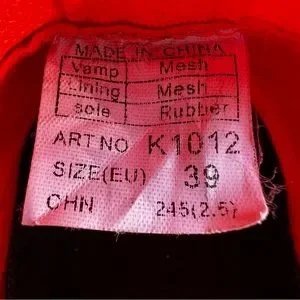 MADE IN CHINA
Vamp Mesh
Lining Mesh
sole Rubber
ART NO K1012
SIZE(EU) 39
CHN 245(2.5)